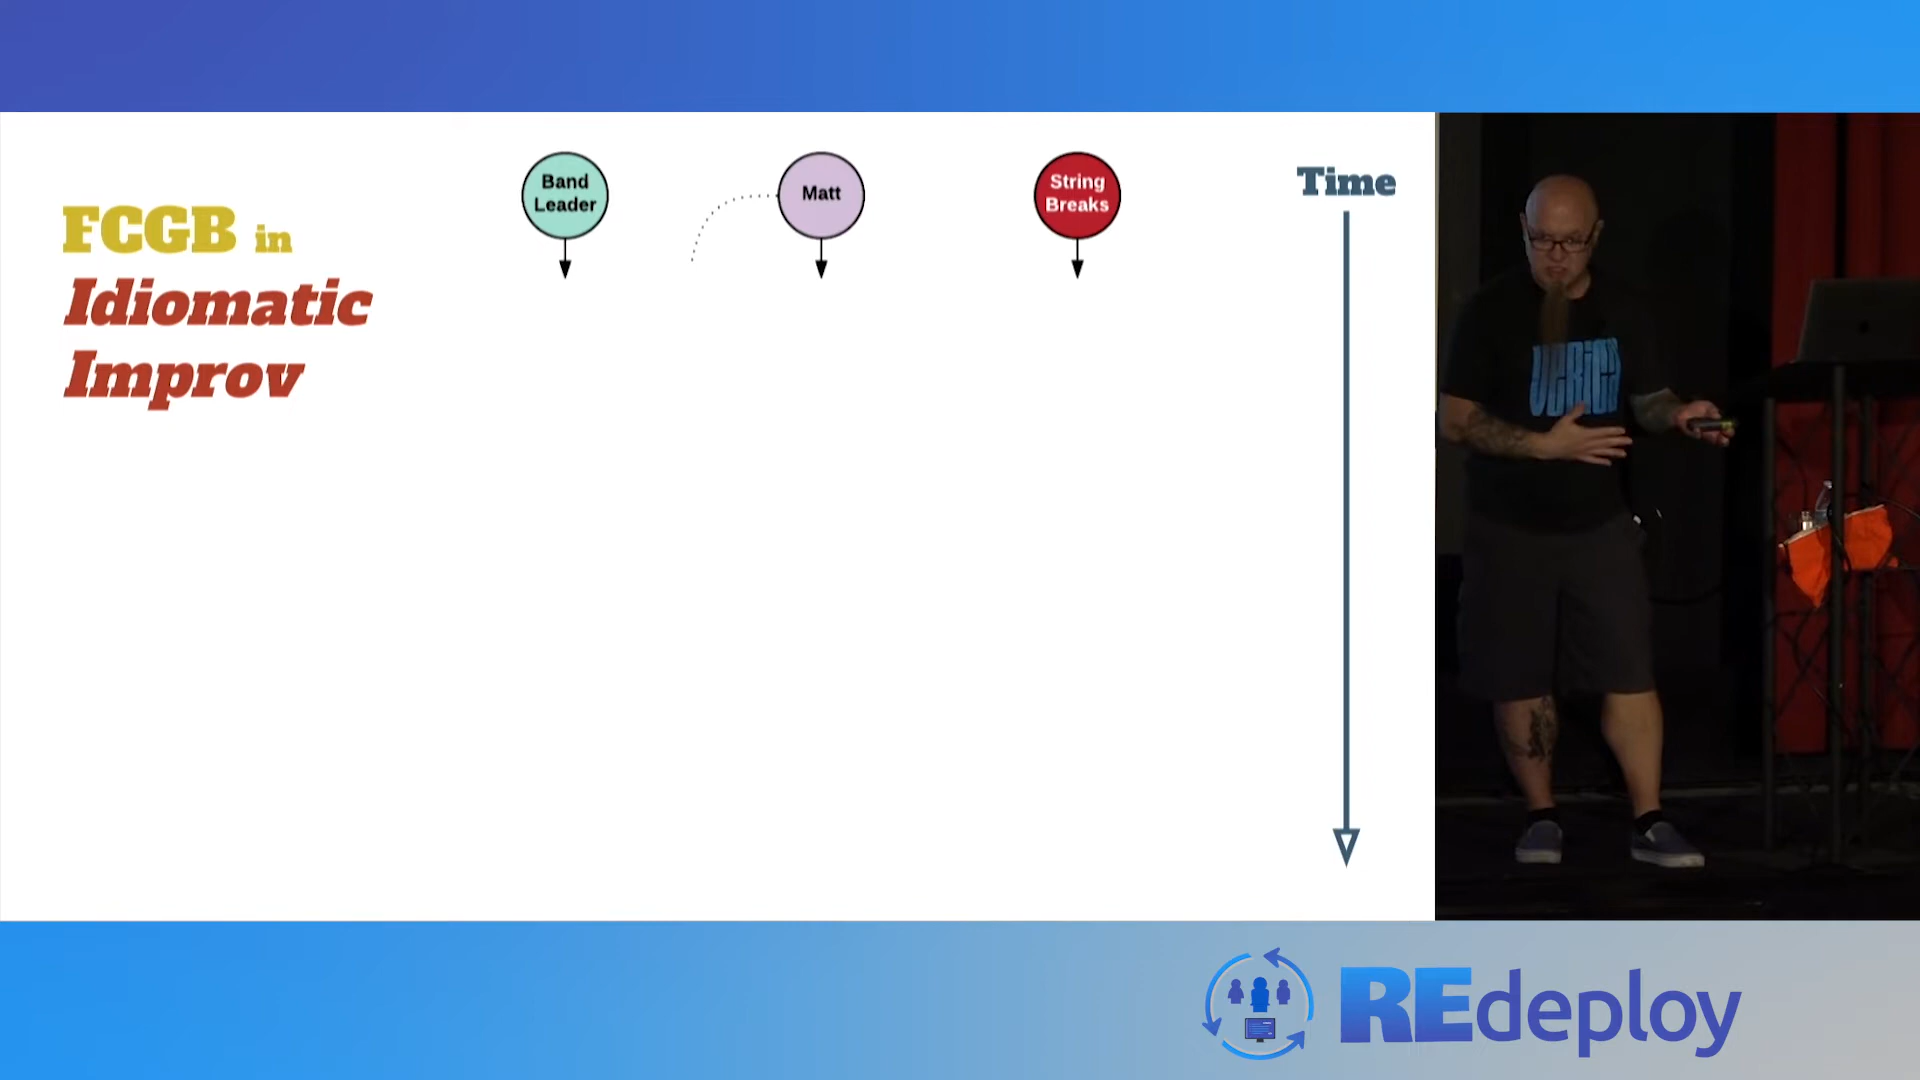 FCGB in
Idiomatic
Improv
Band
Leader
Matt
String
Breaks
Time
REdeploy